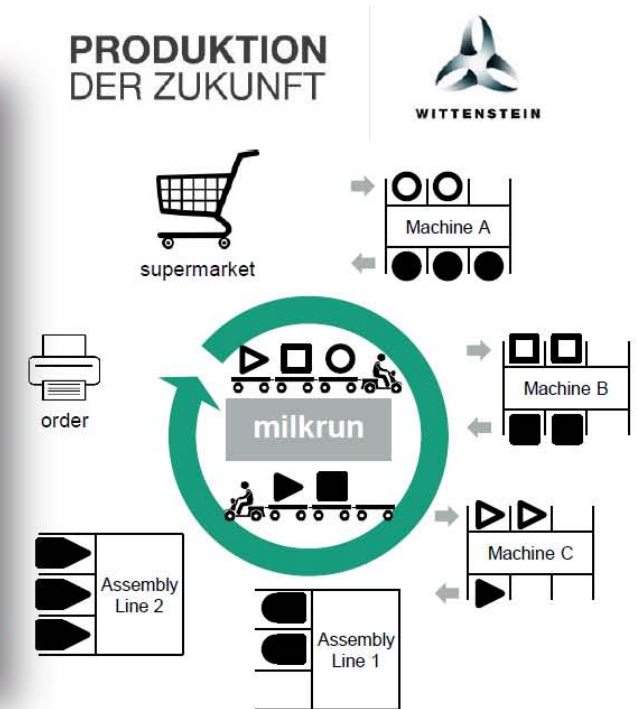 PRODUKTION
DER ZUKUNFT
WITTENSTEIN
supermarket
Machine A
order
milkrun
Machine B
Machine C
Assembly
Line 2
Assembly
Line 1